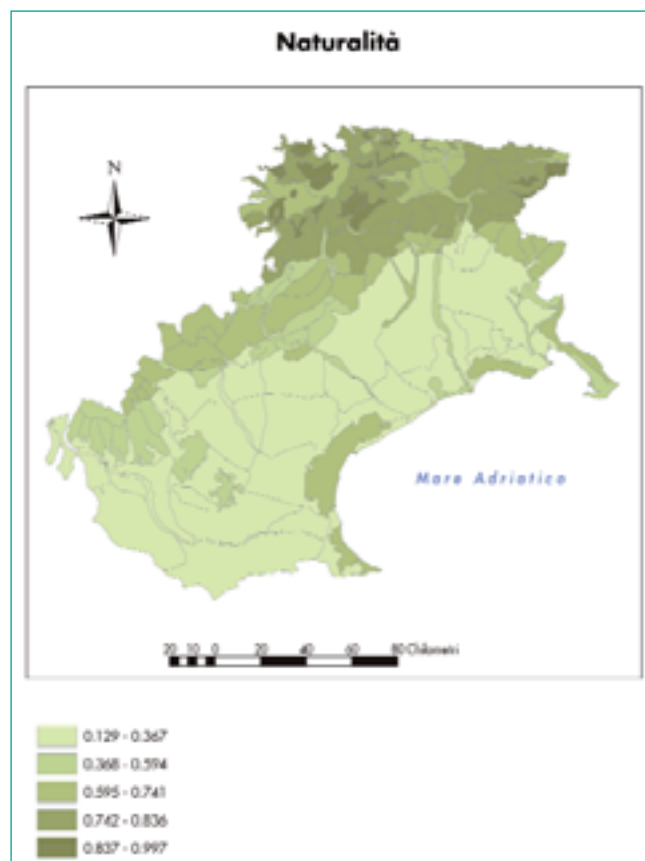 Naturalità
N
Mare Adriatico
20 10 0 20 40 60 80 Chilometri
0.129 - 0.367
0.368 - 0.594
0.595 - 0.741
0.742 - 0.836
0.837 - 0.997